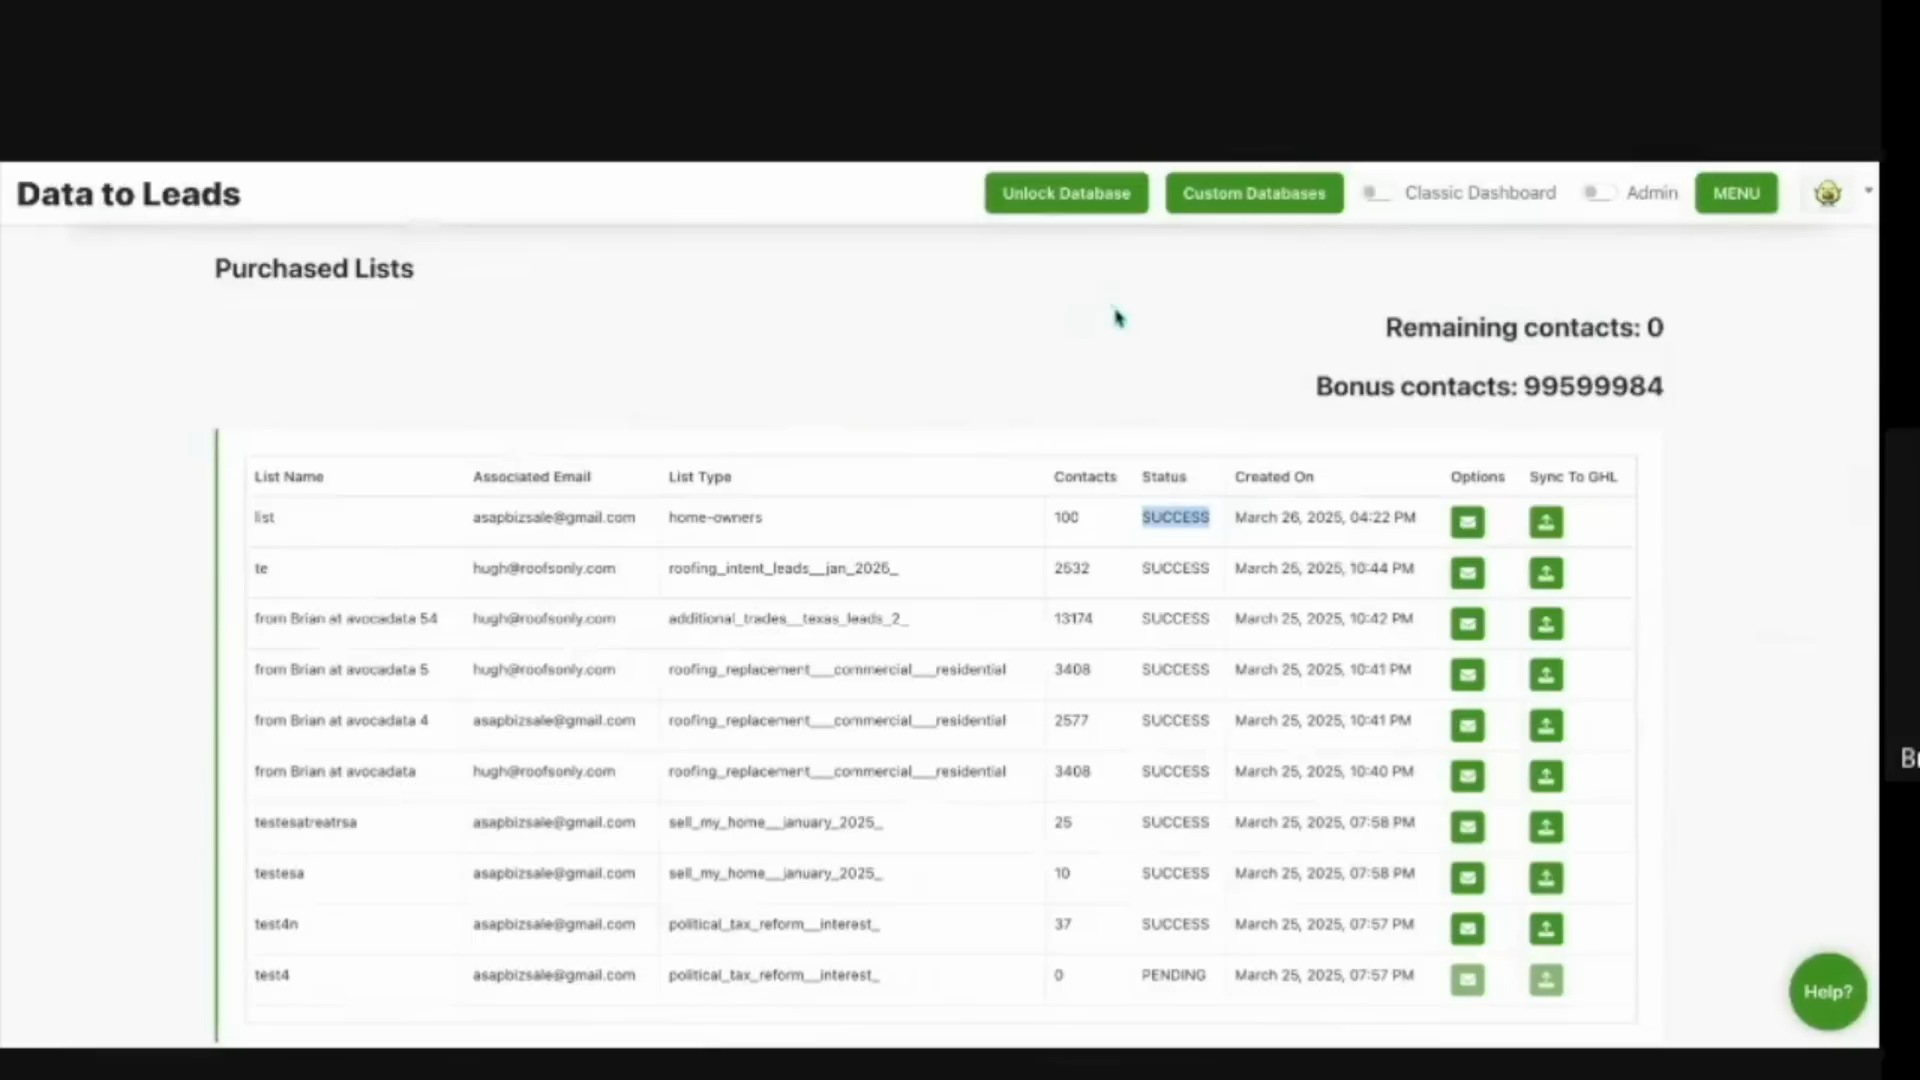 Data to Leads
Unlock Database
Custom Databases
Classic Dashboard
Admin
MENU
Purchased Lists
Remaining contacts: 0
Bonus contacts: 99599984
List Name Associated Email List Type Contacts Status Created On Options Sync To GHL
list asapbizsale@gmail.com home-owners 100 SUCCESS March 26, 2025, 04:22 PM
te hugh@roofsonly.com roofing_intent_leads__jan_2025_ 2532 SUCCESS March 25, 2025, 10:44 PM
from Brian at avocadata 54 hugh@roofsonly.com additional_trades__texas_leads_2_ 13174 SUCCESS March 25, 2025, 10:42 PM
from Brian at avocadata 5 hugh@roofsonly.com roofing_replacement___commercial___residential 3408 SUCCESS March 25, 2025, 10:41 PM
from Brian at avocadata 4 asapbizsale@gmail.com roofing_replacement___commercial___residential 2577 SUCCESS March 25, 2025, 10:41 PM
from Brian at avocadata hugh@roofsonly.com roofing_replacement___commercial___residential 3408 SUCCESS March 25, 2025, 10:40 PM
testesatreatrsa asapbizsale@gmail.com sell_my_home__january_2025_ 25 SUCCESS March 25, 2025, 07:58 PM
testesa asapbizsale@gmail.com sell_my_home__january_2025_ 10 SUCCESS March 25, 2025, 07:58 PM
test4n asapbizsale@gmail.com political_tax_reform__interest_ 37 SUCCESS March 25, 2025, 07:57 PM
test4 asapbizsale@gmail.com political_tax_reform__interest_ 0 PENDING March 25, 2025, 07:57 PM
Help?